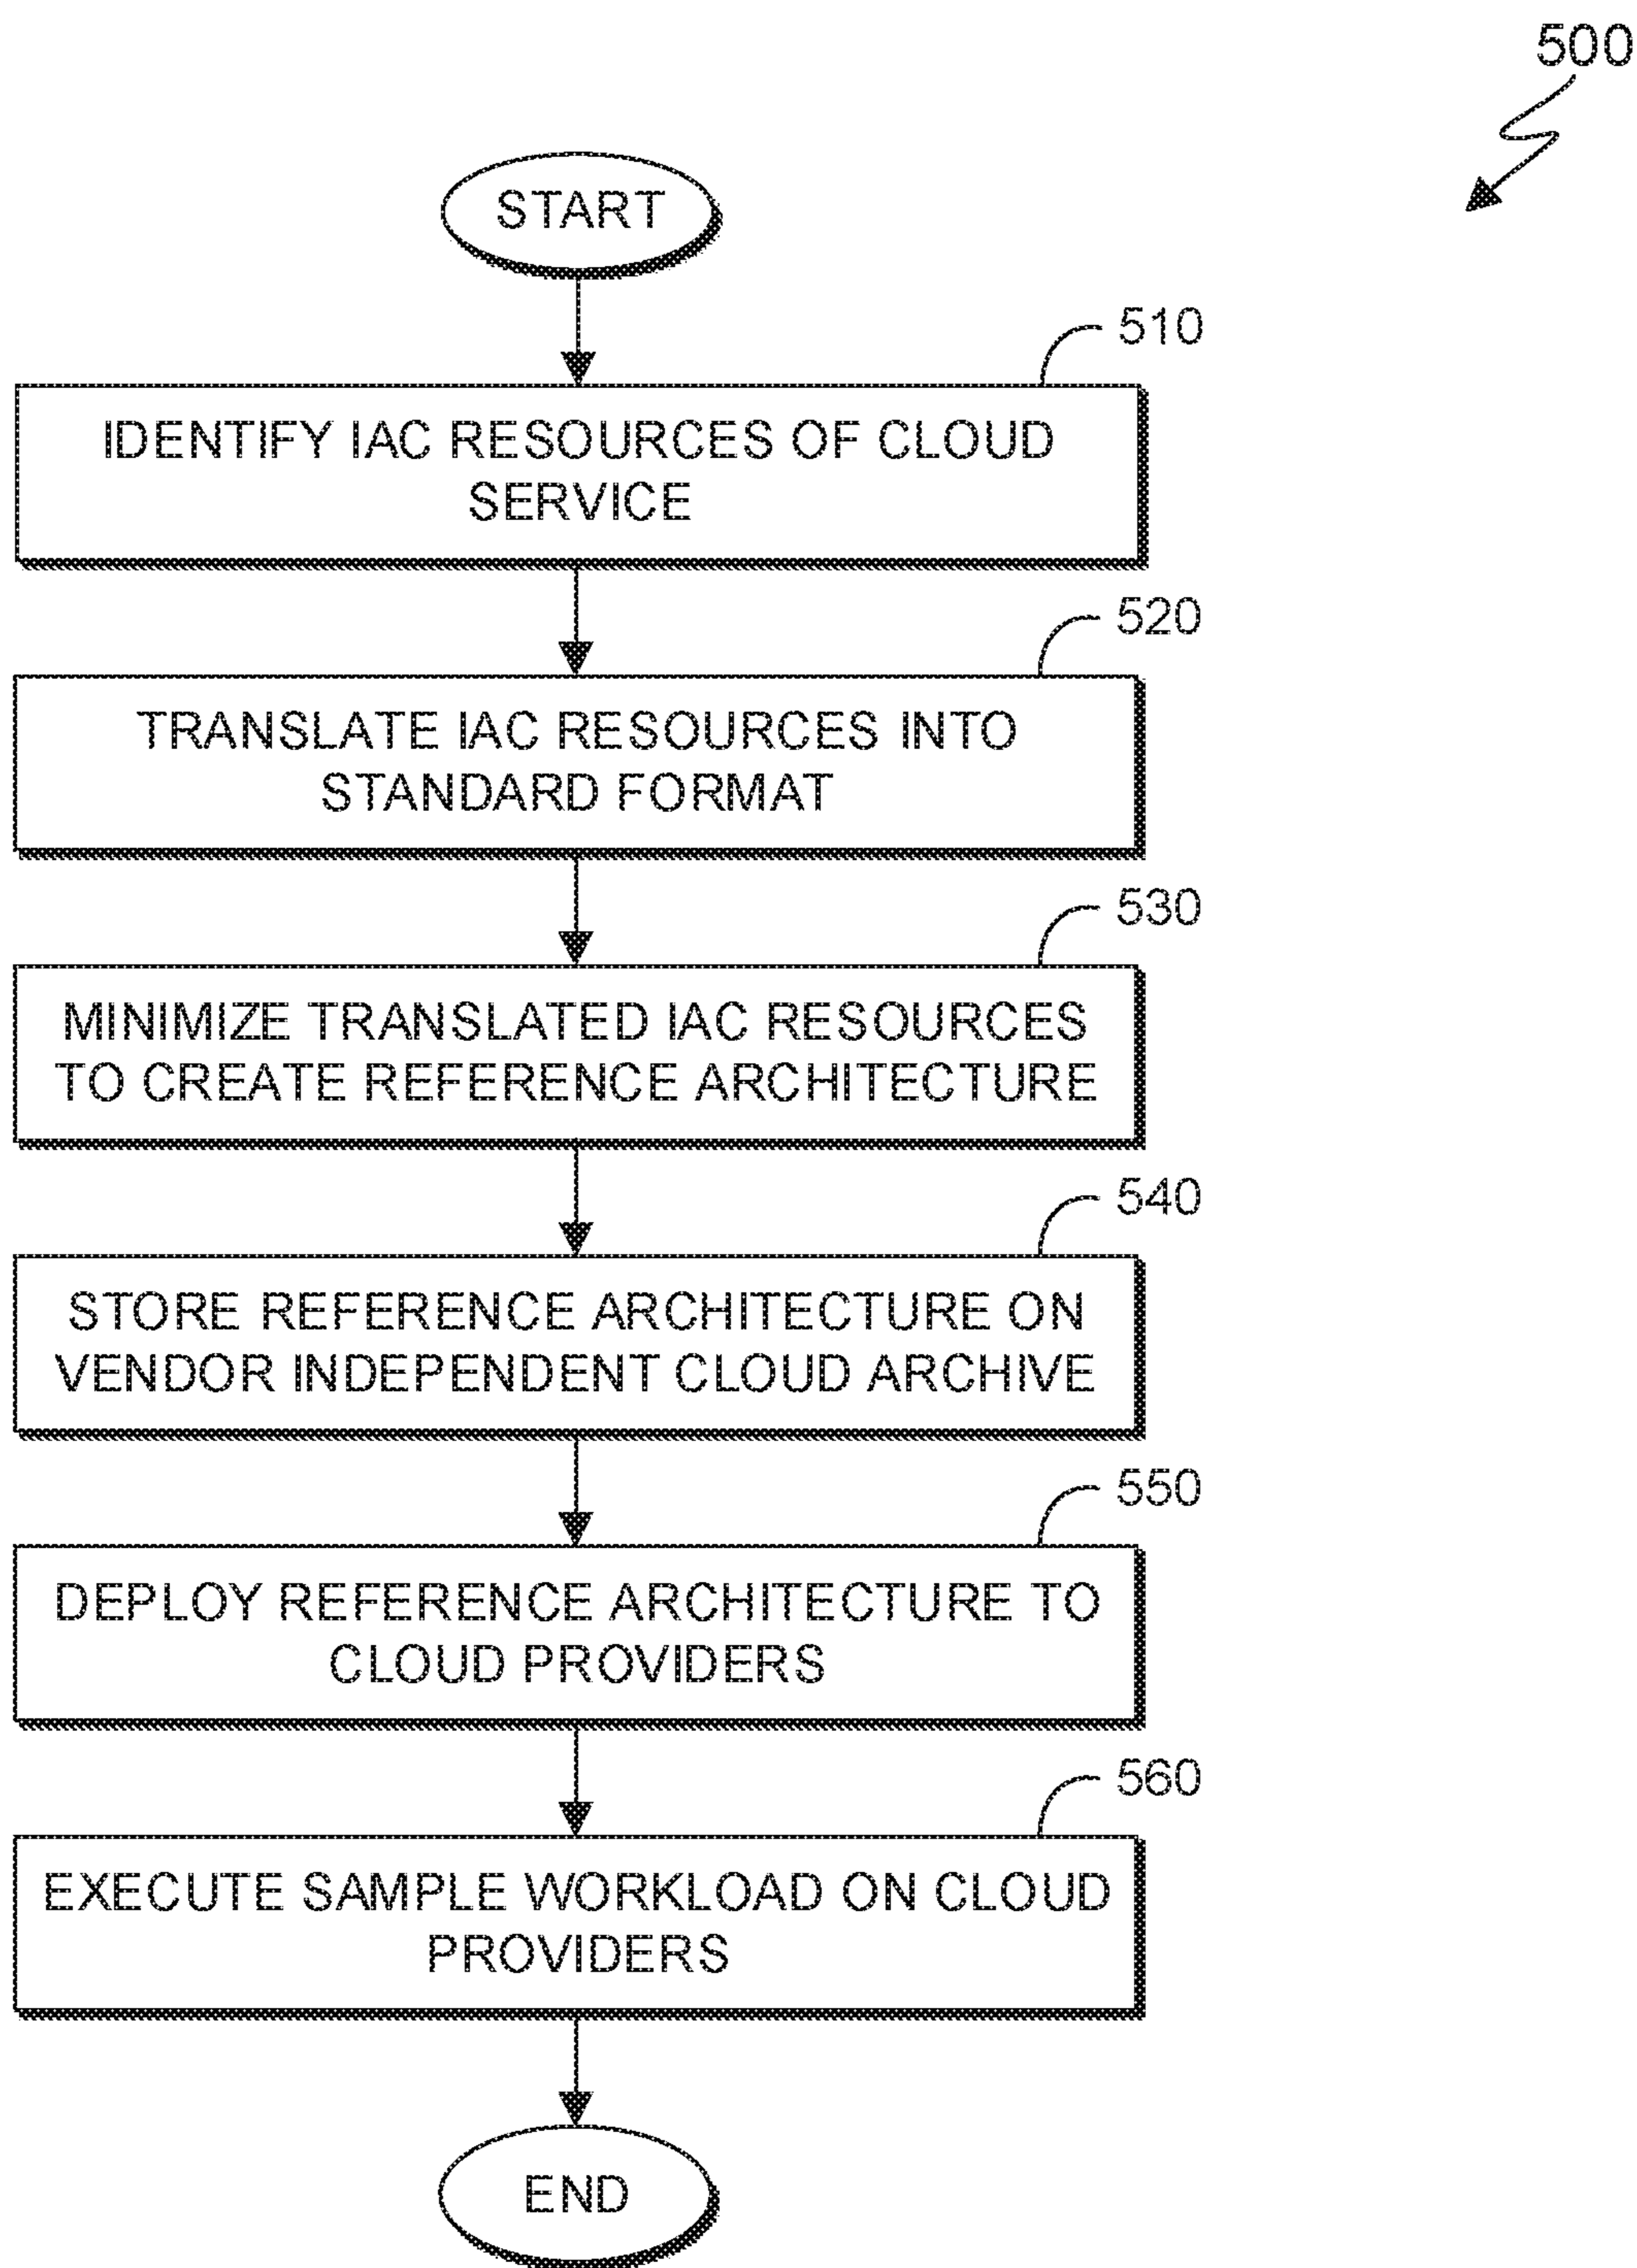 500
START
510
IDENTIFY IAC RESOURCES OF CLOUD
SERVICE
520
TRANSLATE IAC RESOURCES INTO
STANDARD FORMAT
530
MINIMIZE TRANSLATED IAC RESOURCES
TO CREATE REFERENCE ARCHITECTURE
540
STORE REFERENCE ARCHITECTURE ON
VENDOR INDEPENDENT CLOUD ARCHIVE
550
DEPLOY REFERENCE ARCHITECTURE TO
CLOUD PROVIDERS
560
EXECUTE SAMPLE WORKLOAD ON CLOUD
PROVIDERS
END